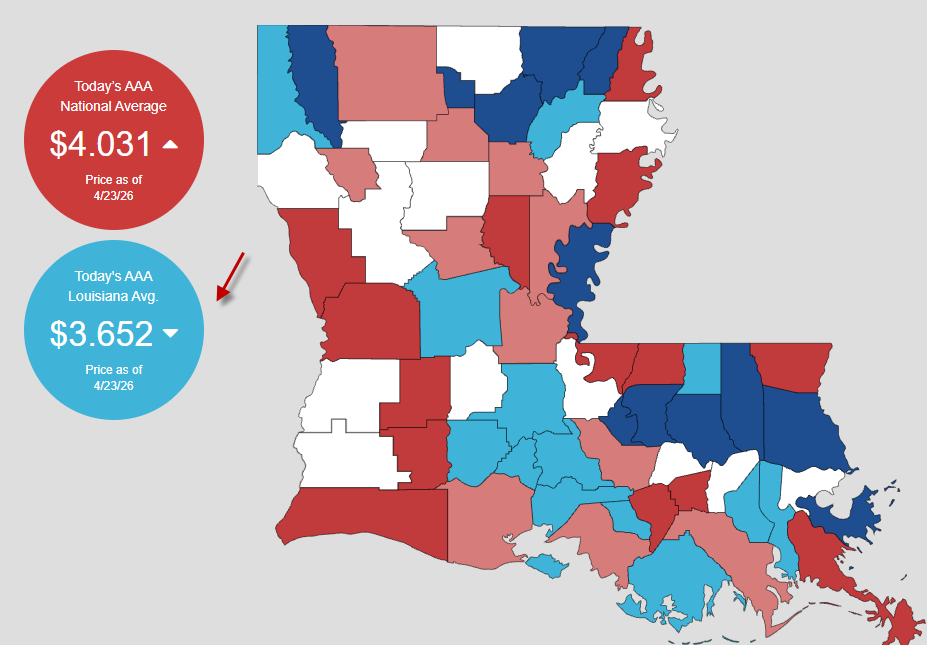 Today's AAA
National Average
$4.031
Price as of
4/23/26
Today's AAA
Louisiana Avg.
$3.652
Price as of
4/23/26